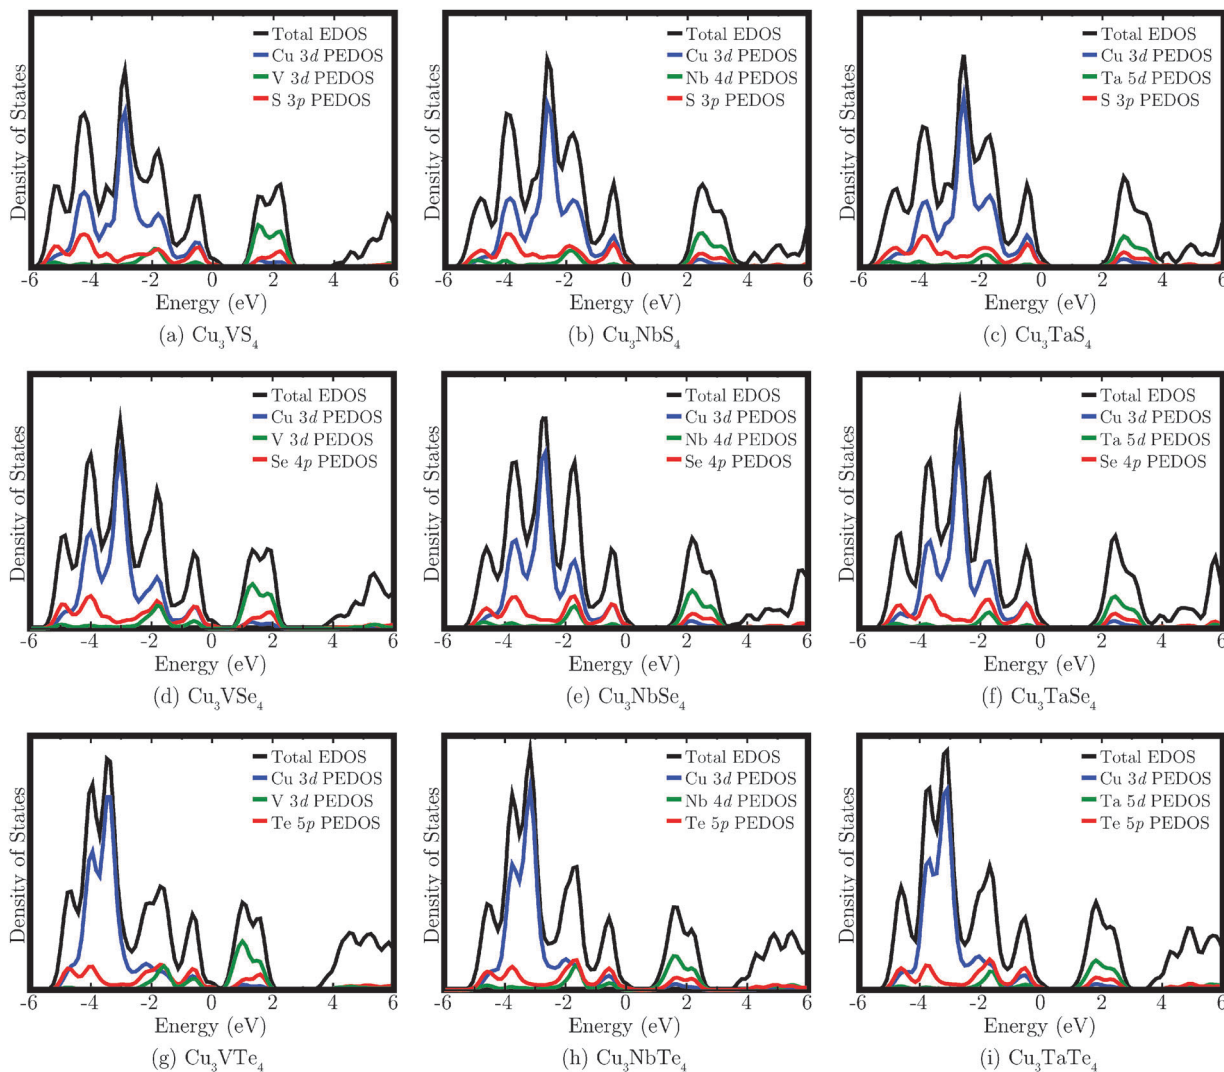 Total EDOS
Cu 3d PEDOS
V 3d PEDOS
S 3p PEDOS
Density of States
-6 -4 -2 0 2 4 6
Energy (eV)
(a) Cu₃VS₄
Total EDOS
Cu 3d PEDOS
Nb 4d PEDOS
S 3p PEDOS
Density of States
-6 -4 -2 0 2 4 6
Energy (eV)
(b) Cu₃NbS₄
Total EDOS
Cu 3d PEDOS
Ta 5d PEDOS
S 3p PEDOS
Density of States
-6 -4 -2 0 2 4 6
Energy (eV)
(c) Cu₃TaS₄
Total EDOS
Cu 3d PEDOS
V 3d PEDOS
Se 4p PEDOS
Density of States
-6 -4 -2 0 2 4 6
Energy (eV)
(d) Cu₃VSe₄
Total EDOS
Cu 3d PEDOS
Nb 4d PEDOS
Se 4p PEDOS
Density of States
-6 -4 -2 0 2 4 6
Energy (eV)
(e) Cu₃NbSe₄
Total EDOS
Cu 3d PEDOS
Ta 5d PEDOS
Se 4p PEDOS
Density of States
-6 -4 -2 0 2 4 6
Energy (eV)
(f) Cu₃TaSe₄
Total EDOS
Cu 3d PEDOS
V 3d PEDOS
Te 5p PEDOS
Density of States
-6 -4 -2 0 2 4 6
Energy (eV)
(g) Cu₃VTe₄
Total EDOS
Cu 3d PEDOS
Nb 4d PEDOS
Te 5p PEDOS
Density of States
-6 -4 -2 0 2 4 6
Energy (eV)
(h) Cu₃NbTe₄
Total EDOS
Cu 3d PEDOS
Ta 5d PEDOS
Te 5p PEDOS
Density of States
-6 -4 -2 0 2 4 6
Energy (eV)
(i) Cu₃TaTe₄